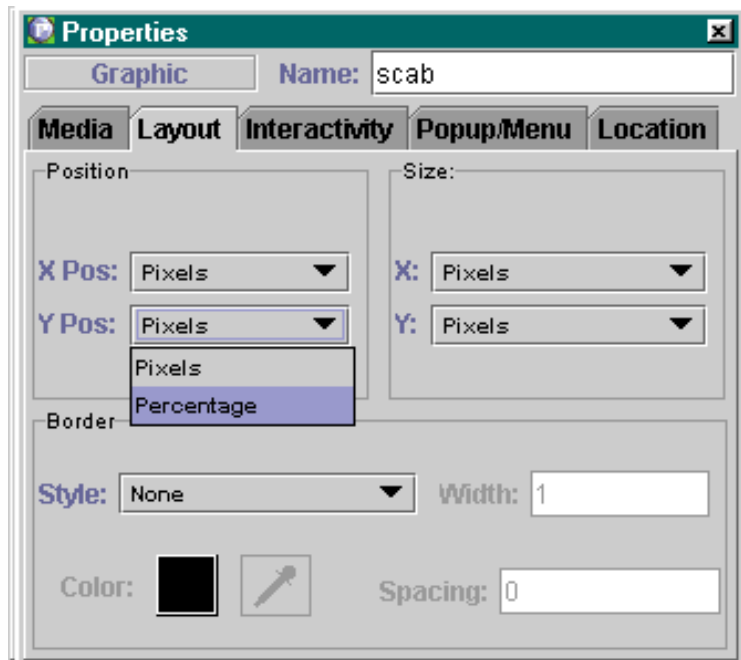 Properties
Graphic Name: scab
Media Layout Interactivity Popup/Menu Location
Position Size:
X Pos: Pixels X: Pixels
Y Pos: Pixels Y: Pixels
Pixels
Percentage
Border
Style: None Width: 1
Color: Spacing: 0